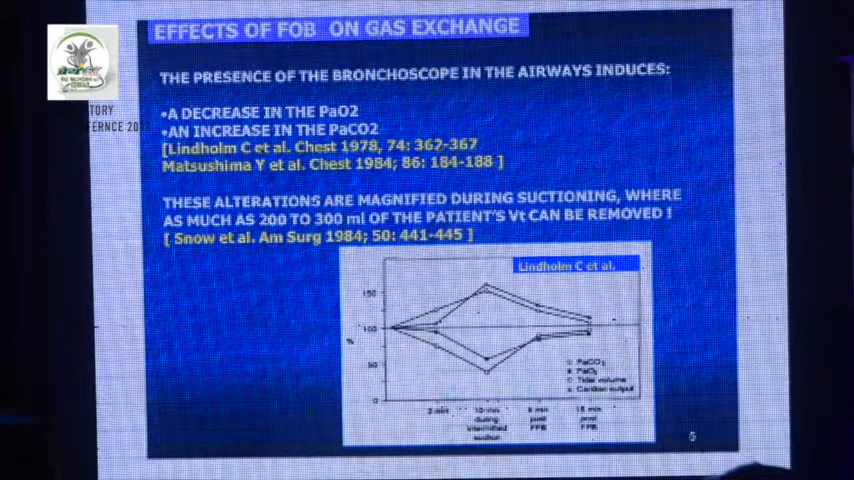 EFFECTS OF FOB ON GAS EXCHANGE
THE PRESENCE OF THE BRONCHOSCOPE IN THE AIRWAYS INDUCES:
•A DECREASE IN THE PaO2
•AN INCREASE IN THE PaCO2
[Lindholm C et al. Chest 1978, 74: 362-367
Matsushima Y et al. Chest 1984; 86: 184-188 ]
THESE ALTERATIONS ARE MAGNIFIED DURING SUCTIONING, WHERE
AS MUCH AS 200 TO 300 ml OF THE PATIENT'S Vt CAN BE REMOVED !
[ Snow et al. Am Surg 1984; 50: 441-445 ]
Lindholm C et al.
150
100
%
50
0
PaCO2
PaO2
Tidal volume
Cardiac output
10 min
during
intermitted
suction
post
FFB
15 min
post
FFB
TORY
FERNCE 2017